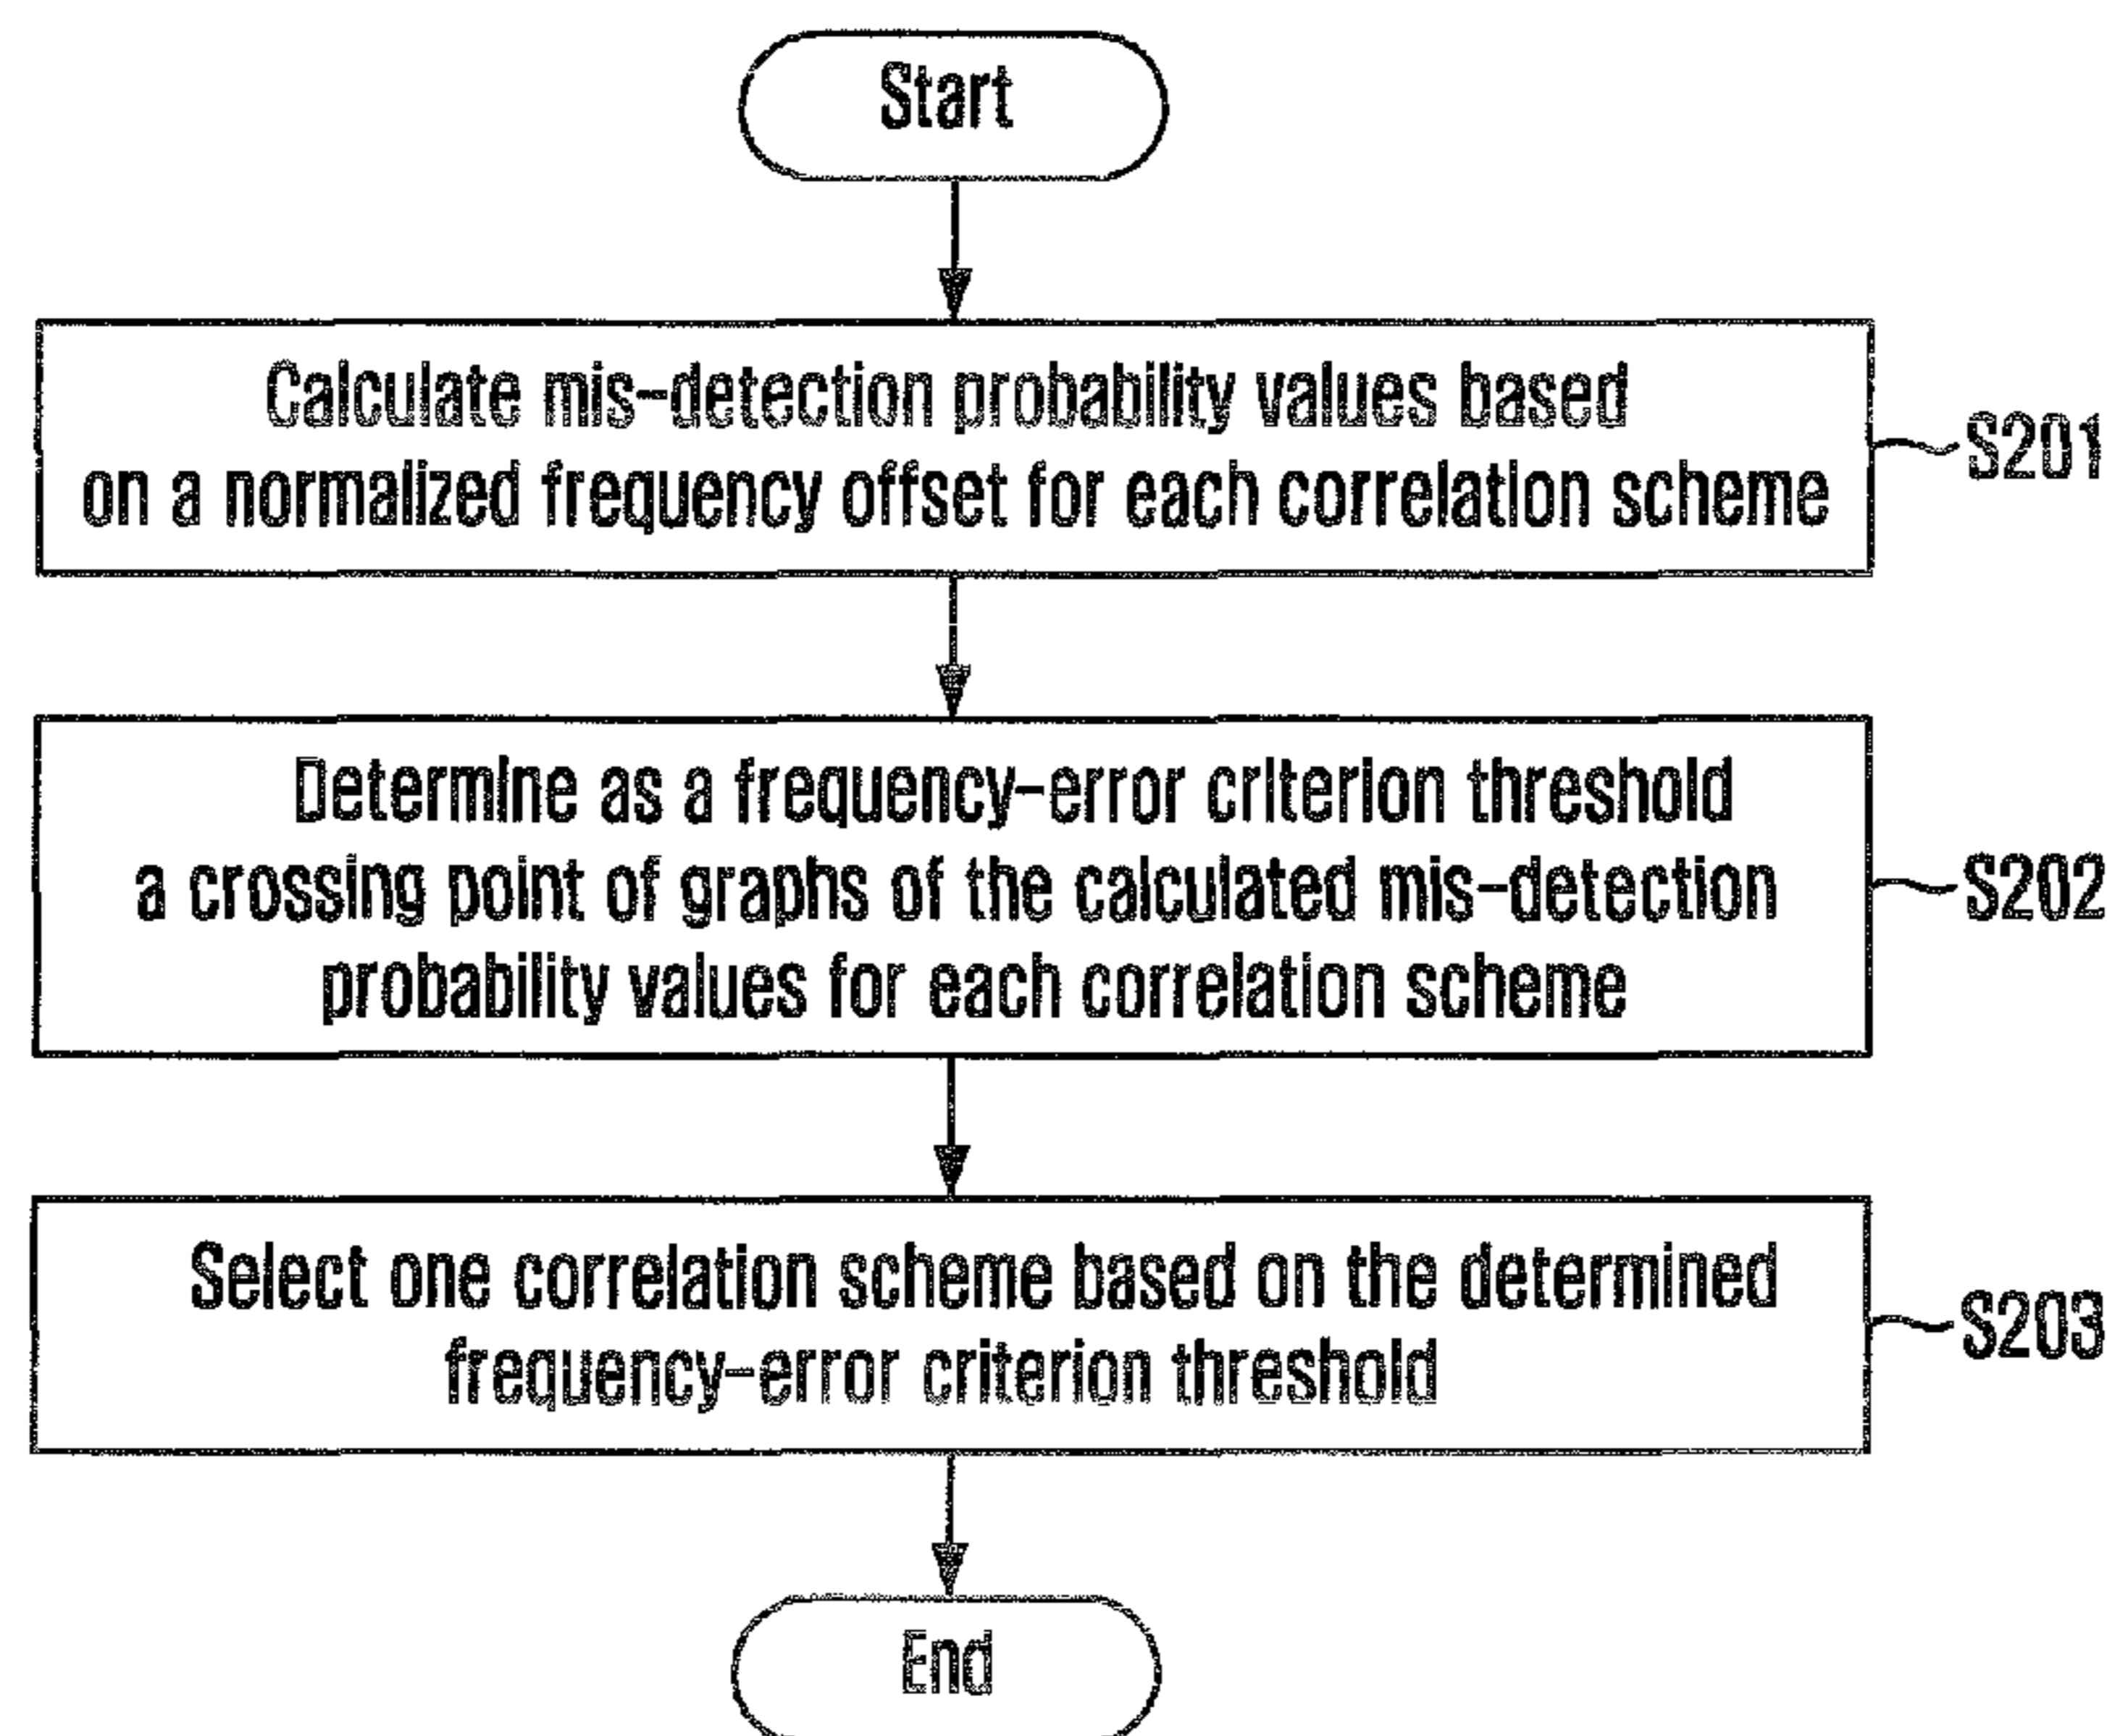 Start
Calculate mis-detection probability values based
on a normalized frequency offset for each correlation scheme
S201
Determine as a frequency-error criterion threshold
a crossing point of graphs of the calculated mis-detection
probability values for each correlation scheme
S202
Select one correlation scheme based on the determined
frequency-error criterion threshold
S203
End